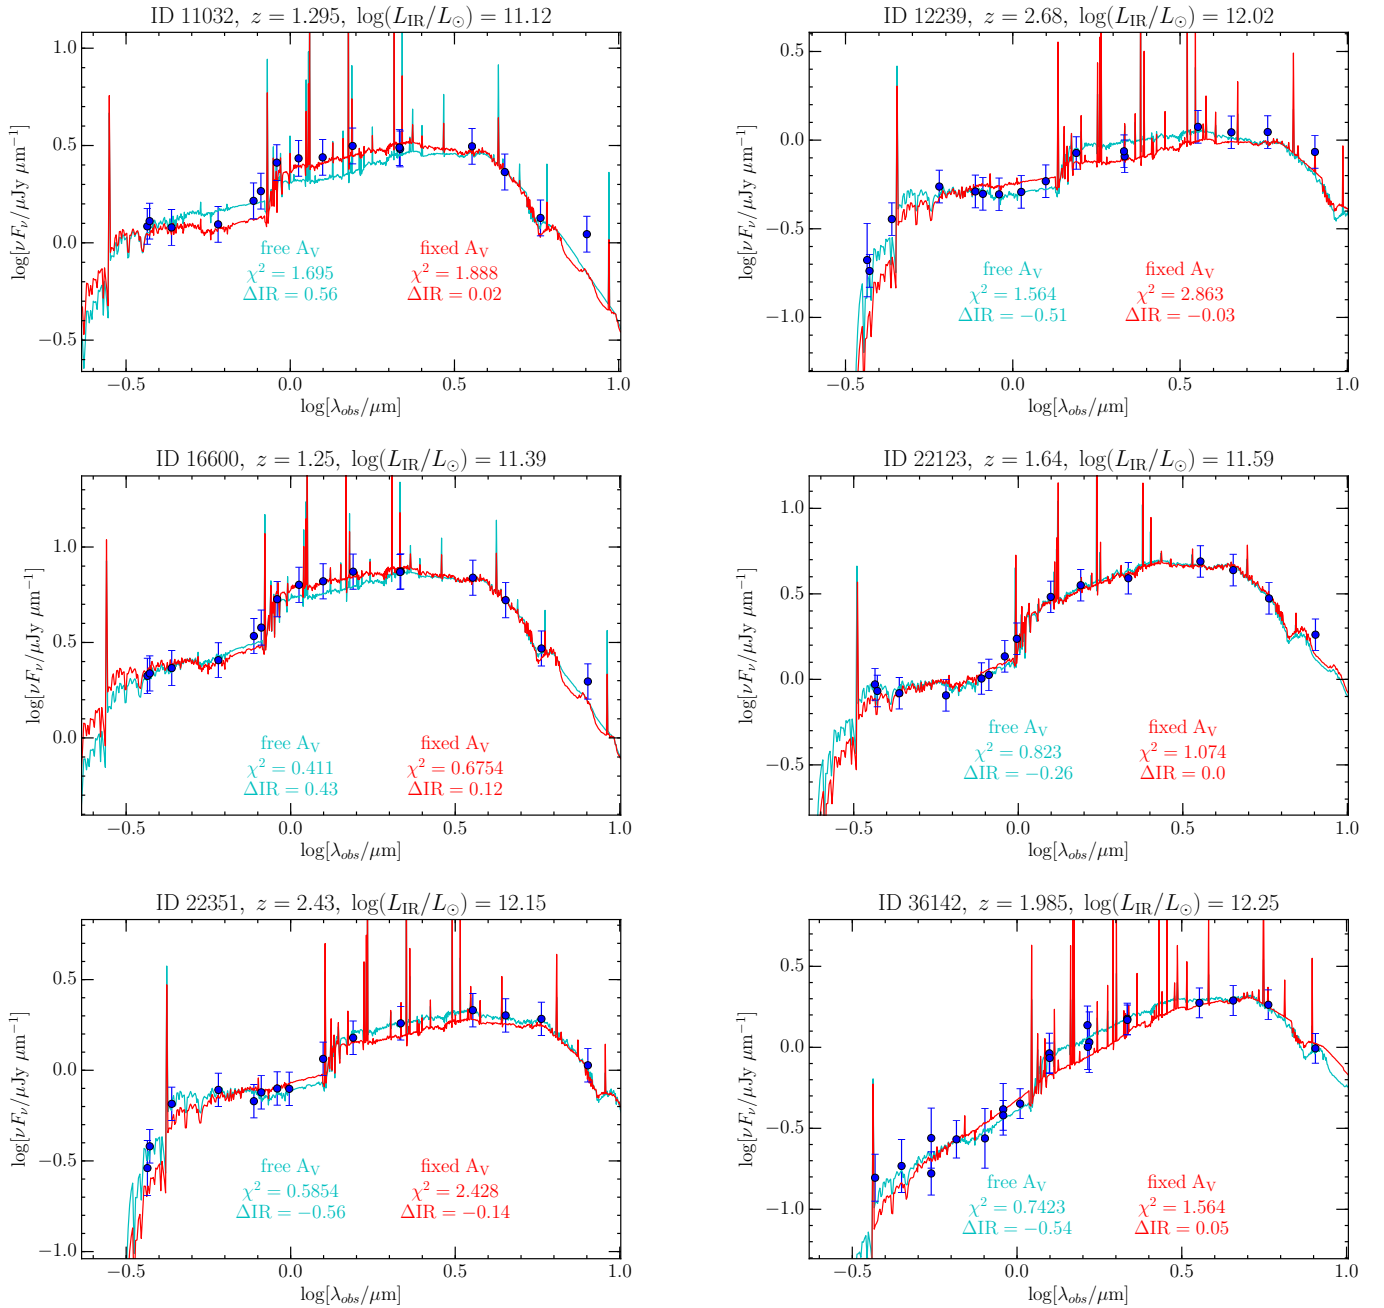 ID 11032, z = 1.295, log(L_IR/L_⊙) = 11.12
1.0
0.5
0.0
−0.5
log[νF_ν/μJy μm⁻¹]
free A_V
χ² = 1.695
ΔIR = 0.56
fixed A_V
χ² = 1.888
ΔIR = 0.02
−0.5 0.0 0.5 1.0
log[λ_obs/μm]
ID 12239, z = 2.68, log(L_IR/L_⊙) = 12.02
0.5
0.0
−0.5
−1.0
log[νF_ν/μJy μm⁻¹]
free A_V
χ² = 1.564
ΔIR = −0.51
fixed A_V
χ² = 2.863
ΔIR = −0.03
−0.5 0.0 0.5 1.0
log[λ_obs/μm]
ID 16600, z = 1.25, log(L_IR/L_⊙) = 11.39
1.0
0.5
0.0
log[νF_ν/μJy μm⁻¹]
free A_V
χ² = 0.411
ΔIR = 0.43
fixed A_V
χ² = 0.6754
ΔIR = 0.12
−0.5 0.0 0.5 1.0
log[λ_obs/μm]
ID 22123, z = 1.64, log(L_IR/L_⊙) = 11.59
1.0
0.5
0.0
−0.5
log[νF_ν/μJy μm⁻¹]
free A_V
χ² = 0.823
ΔIR = −0.26
fixed A_V
χ² = 1.074
ΔIR = 0.0
−0.5 0.0 0.5 1.0
log[λ_obs/μm]
ID 22351, z = 2.43, log(L_IR/L_⊙) = 12.15
0.5
0.0
−0.5
−1.0
log[νF_ν/μJy μm⁻¹]
free A_V
χ² = 0.5854
ΔIR = −0.56
fixed A_V
χ² = 2.428
ΔIR = −0.14
−0.5 0.0 0.5 1.0
log[λ_obs/μm]
ID 36142, z = 1.985, log(L_IR/L_⊙) = 12.25
0.5
0.0
−0.5
−1.0
log[νF_ν/μJy μm⁻¹]
free A_V
χ² = 0.7423
ΔIR = −0.54
fixed A_V
χ² = 1.564
ΔIR = 0.05
−0.5 0.0 0.5 1.0
log[λ_obs/μm]